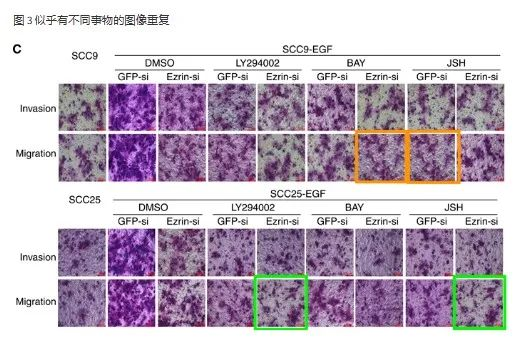 图 3 似乎有不同事物的图像重复
C
SCC9 SCC9-EGF
DMSO LY294002 BAY JSH
GFP-si Ezrin-si GFP-si Ezrin-si GFP-si Ezrin-si GFP-si Ezrin-si
Invasion
Migration
SCC25 SCC25-EGF
DMSO LY294002 BAY JSH
GFP-si Ezrin-si GFP-si Ezrin-si GFP-si Ezrin-si GFP-si Ezrin-si
Invasion
Migration